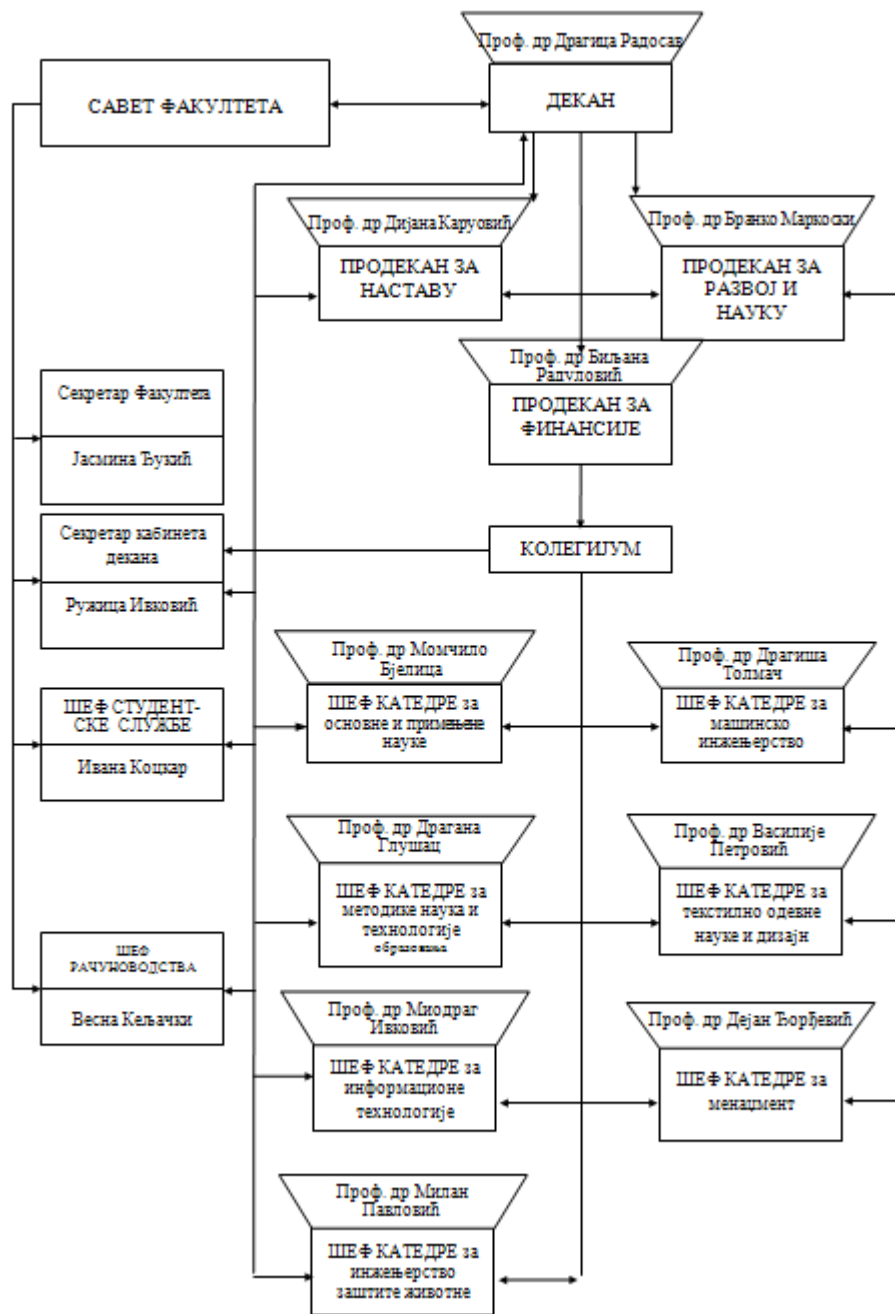 Проф. др Драгица Радосав
САВЕТ ФАКУЛТЕТА
ДЕКАН
Проф. др Дијана Каруовић
ПРОДЕКАН ЗА
НАСТАВУ
Проф. др Бранко Маркоски
ПРОДЕКАН ЗА
РАЗВОЈ И
НАУКУ
Проф. др Биљана
Радуловић
ПРОДЕКАН ЗА
ФИНАНСИЈЕ
Секретар Факултета
Јасмина Ђукић
Секретар кабинета
декана
Ружица Ивковић
КОЛЕГИЈУМ
Проф. др Момчило
Бјелица
ШЕФ КАТЕДРЕ за
основне и примењене
науке
Проф. др Драгиша
Толмач
ШЕФ КАТЕДРЕ за
машинско
инжењерство
ШЕФ СТУДЕНТ-
СКЕ СЛУЖБЕ
Ивана Коцкар
Проф. др Драгана
Глушац
ШЕФ КАТЕДРЕ за
методике наука и
технологије
образовања
Проф. др Василије
Петровић
ШЕФ КАТЕДРЕ за
текстилно одевне
науке и дизајн
ШЕФ
РАЧУНОВОДСТВА
Весна Кељачки
Проф. др Миодраг
Ивковић
ШЕФ КАТЕДРЕ за
информационе
технологије
Проф. др Дејан Ђорђевић
ШЕФ КАТЕДРЕ за
менаџмент
Проф. др Милан
Павловић
ШЕФ КАТЕДРЕ за
инжењерство
заштите животне